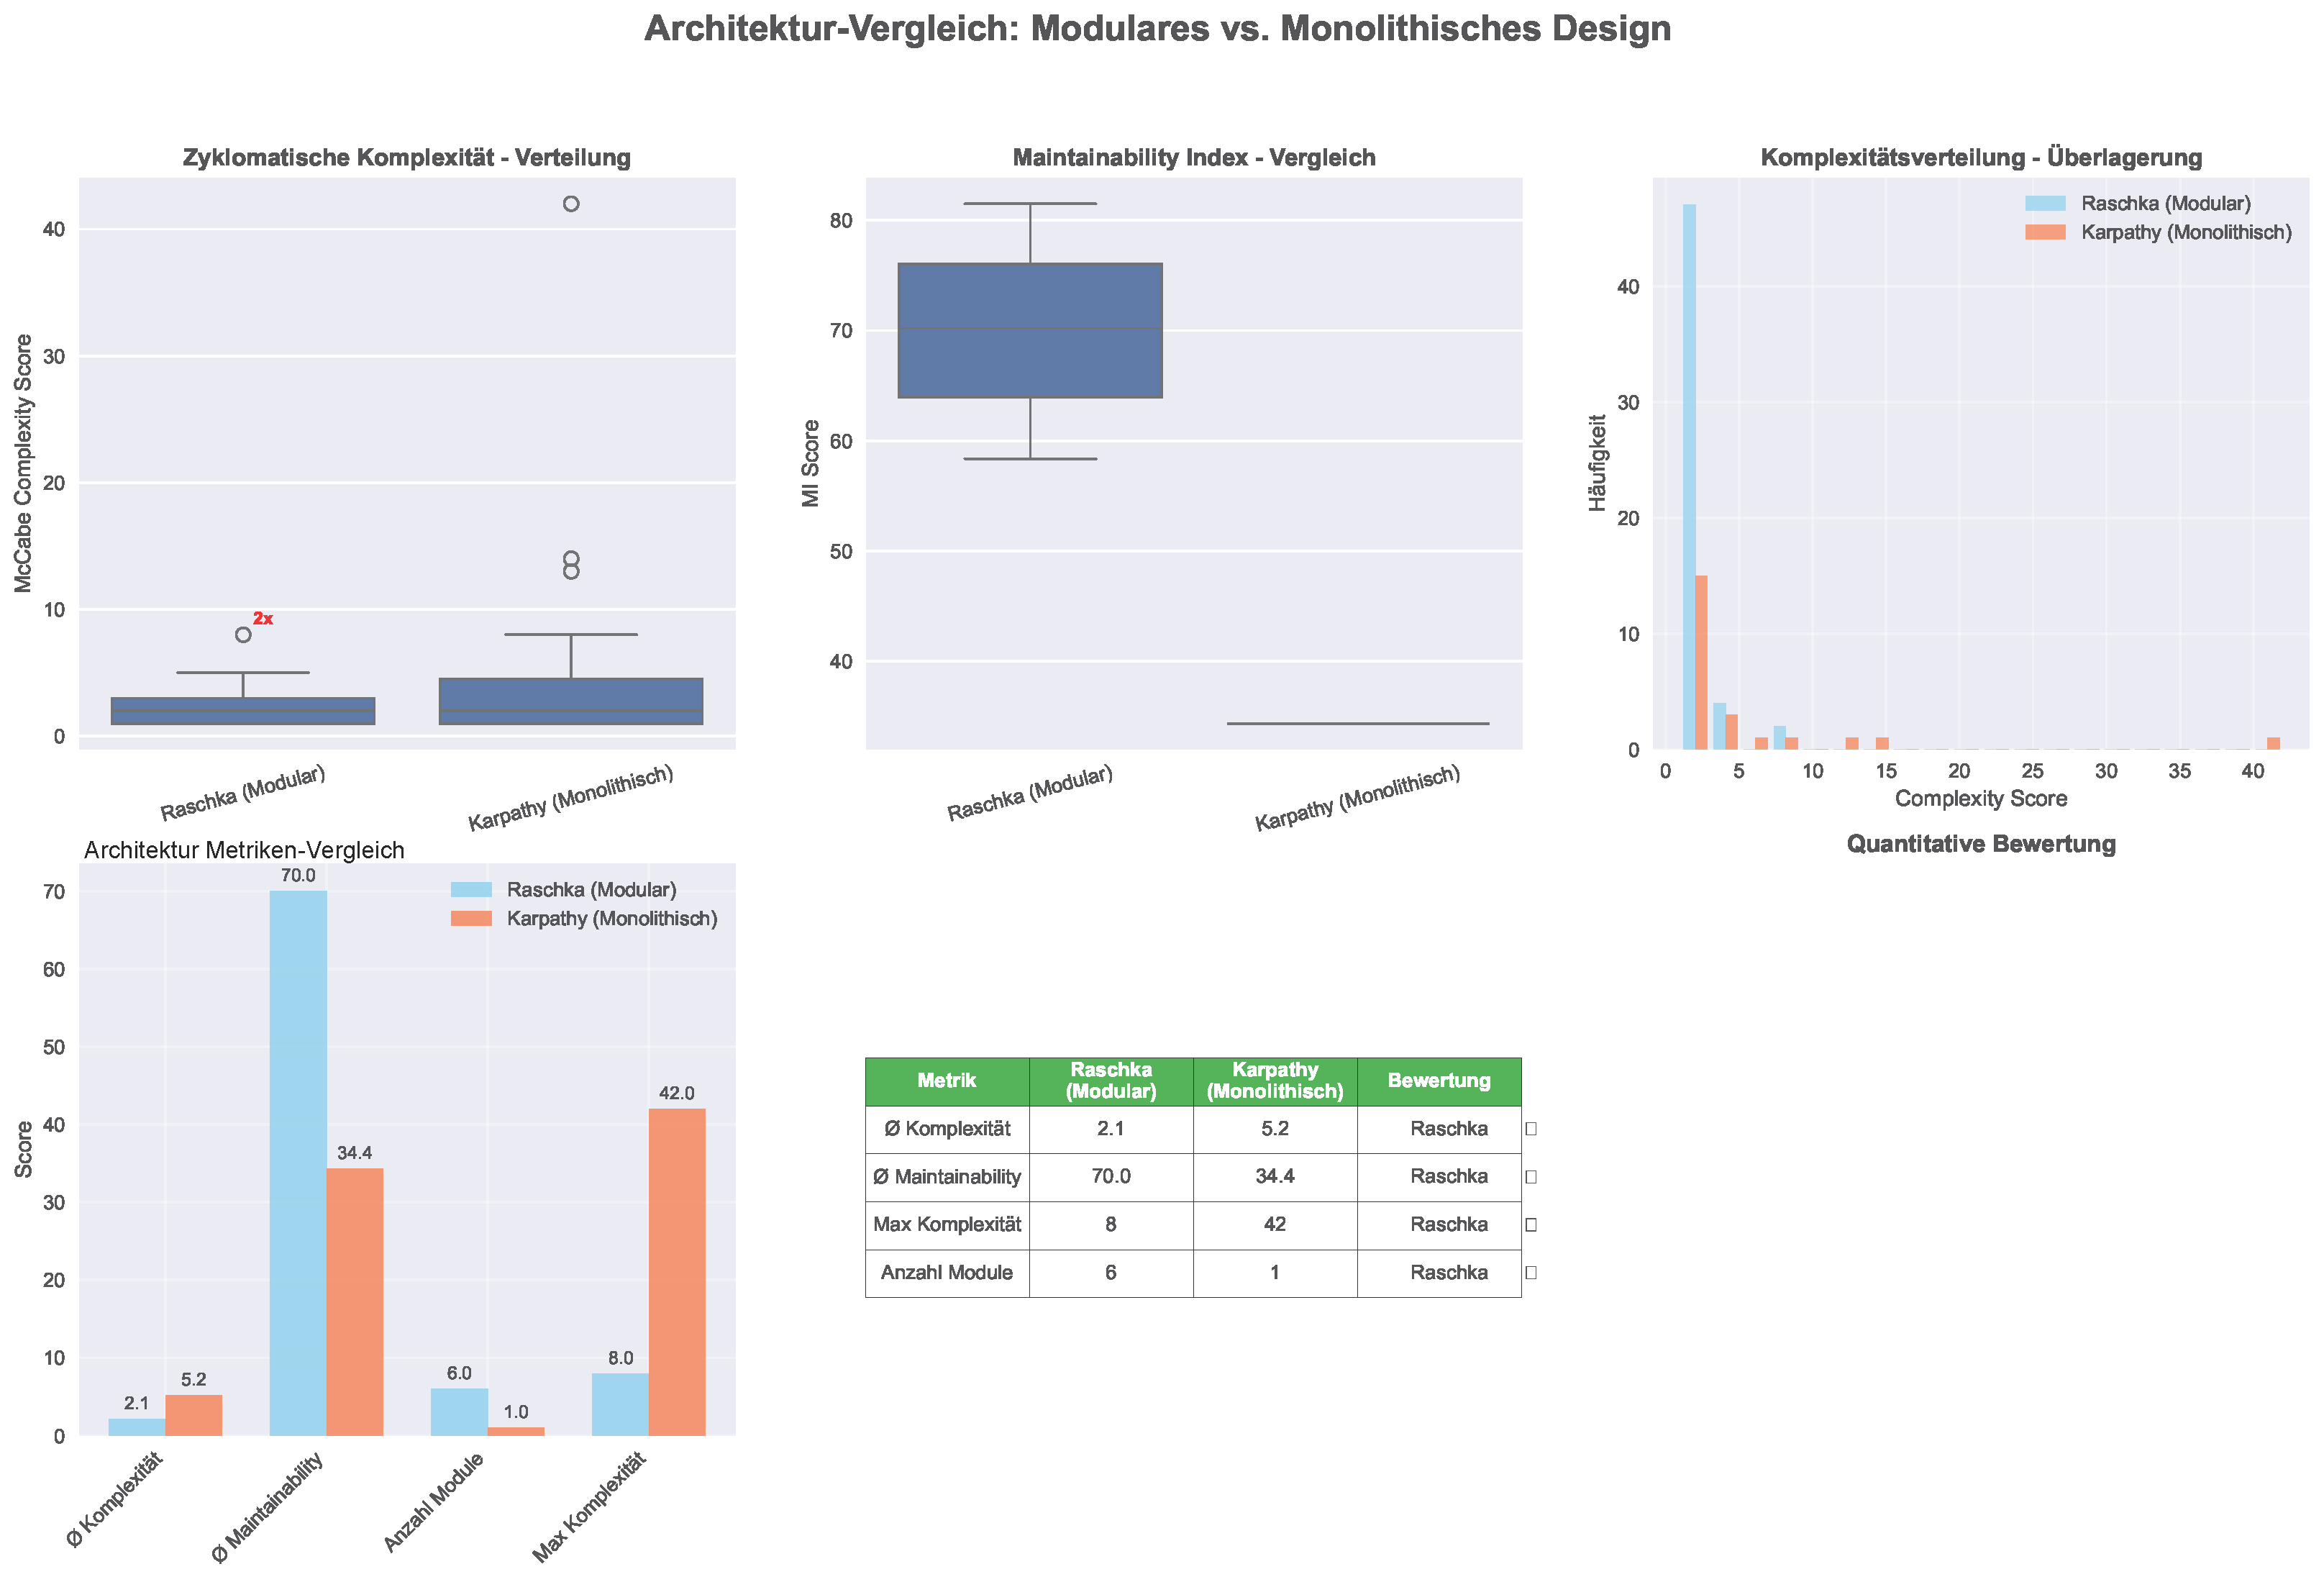 Architektur-Vergleich: Modulares vs. Monolithisches Design
Zyklomatische Komplexität - Verteilung
McCabe Complexity Score
40
30
20
10
0
2x
Raschka (Modular)
Karpathy (Monolithisch)
Maintainability Index - Vergleich
MI Score
80
70
60
50
40
Raschka (Modular)
Karpathy (Monolithisch)
Komplexitätsverteilung - Überlagerung
Raschka (Modular)
Karpathy (Monolithisch)
Häufigkeit
40
30
20
10
0
0 5 10 15 20 25 30 35 40
Complexity Score
Architektur Metriken-Vergleich
Raschka (Modular)
Karpathy (Monolithisch)
Score
70
60
50
40
30
20
10
0
2.1
5.2
70.0
34.4
6.0
1.0
8.0
42.0
Ø Komplexität
Ø Maintainability
Anzahl Module
Max Komplexität
Metrik Raschka (Modular) Karpathy (Monolithisch) Bewertung
Ø Komplexität 2.1 5.2 Raschka □
Ø Maintainability 70.0 34.4 Raschka □
Max Komplexität 8 42 Raschka □
Anzahl Module 6 1 Raschka □
Quantitative Bewertung